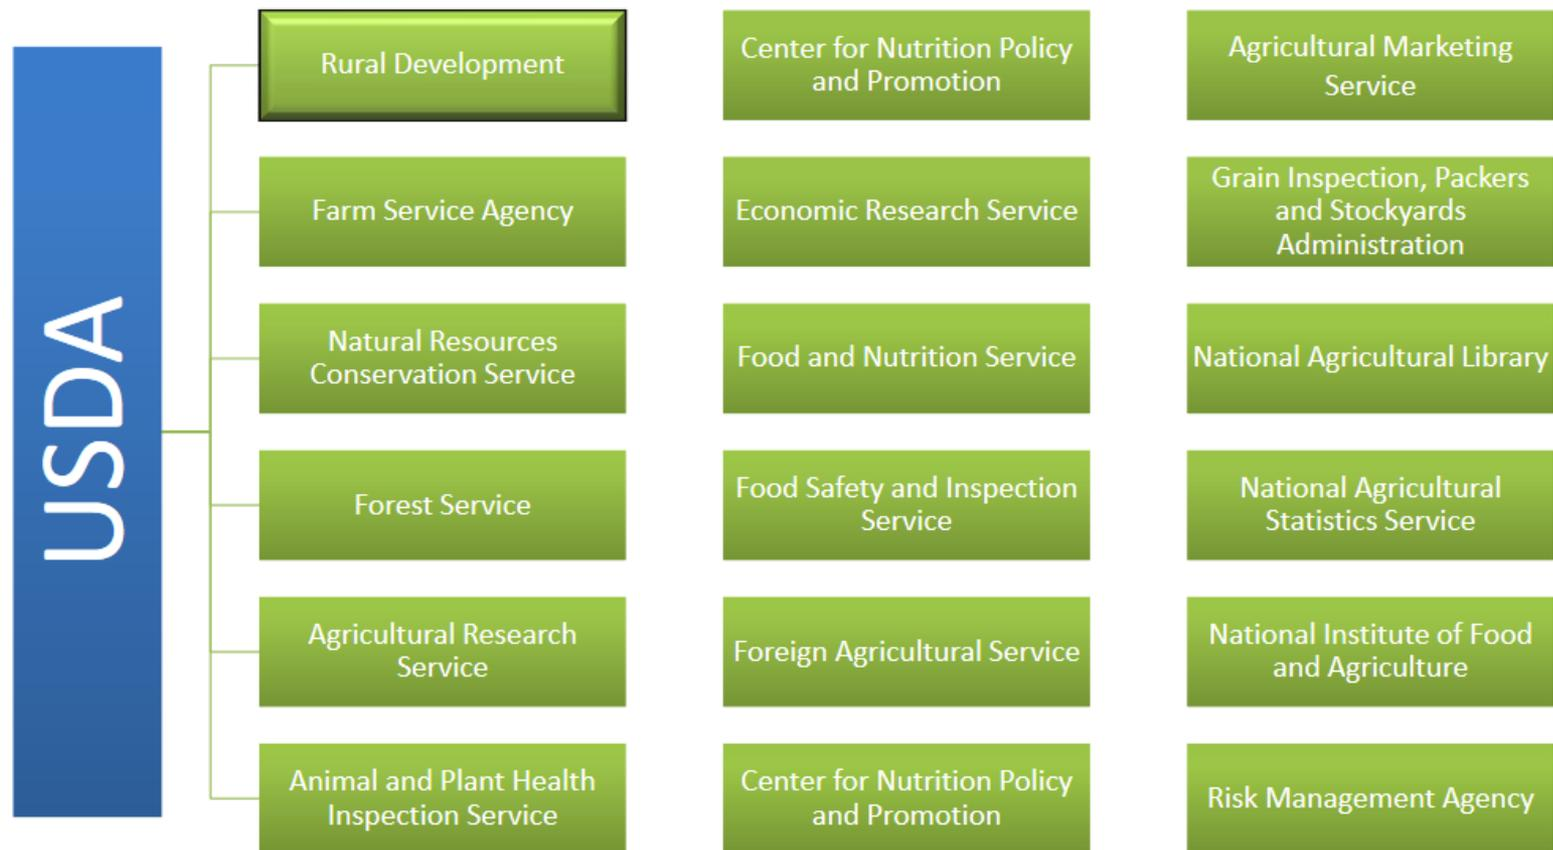 USDA
Rural Development
Farm Service Agency
Natural Resources
Conservation Service
Forest Service
Agricultural Research
Service
Animal and Plant Health
Inspection Service
Center for Nutrition Policy
and Promotion
Economic Research Service
Food and Nutrition Service
Food Safety and Inspection
Service
Foreign Agricultural Service
Center for Nutrition Policy
and Promotion
Agricultural Marketing
Service
Grain Inspection, Packers
and Stockyards
Administration
National Agricultural Library
National Agricultural
Statistics Service
National Institute of Food
and Agriculture
Risk Management Agency